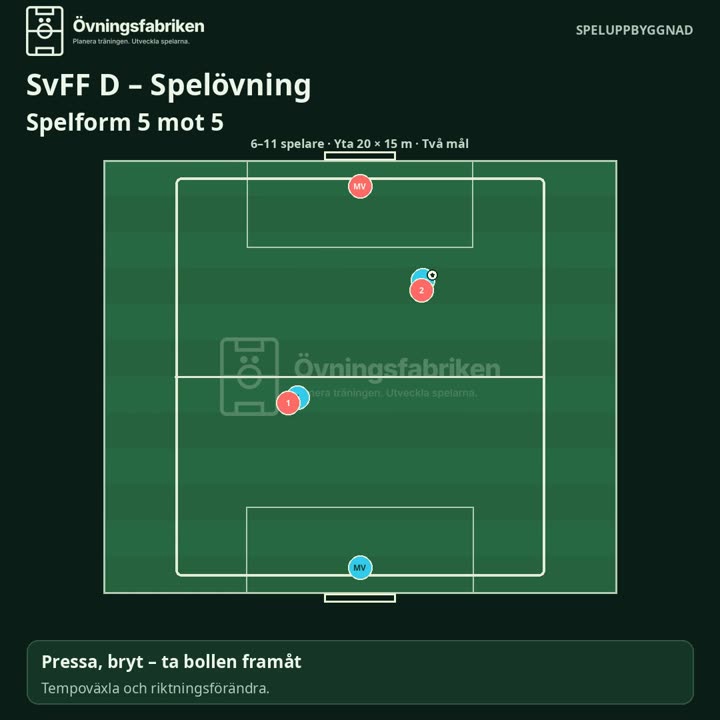 Övningsfabriken
Planera träningen. Utveckla spelarna.
SPELUPPBYGGNAD
SvFF D – Spelövning
Spelform 5 mot 5
6–11 spelare · Yta 20 × 15 m · Två mål
MV
2
Övningsfabriken
träningen. Utveckla spelarna.
1
MV
Pressa, bryt – ta bollen framåt
Tempoväxla och riktningsförändra.